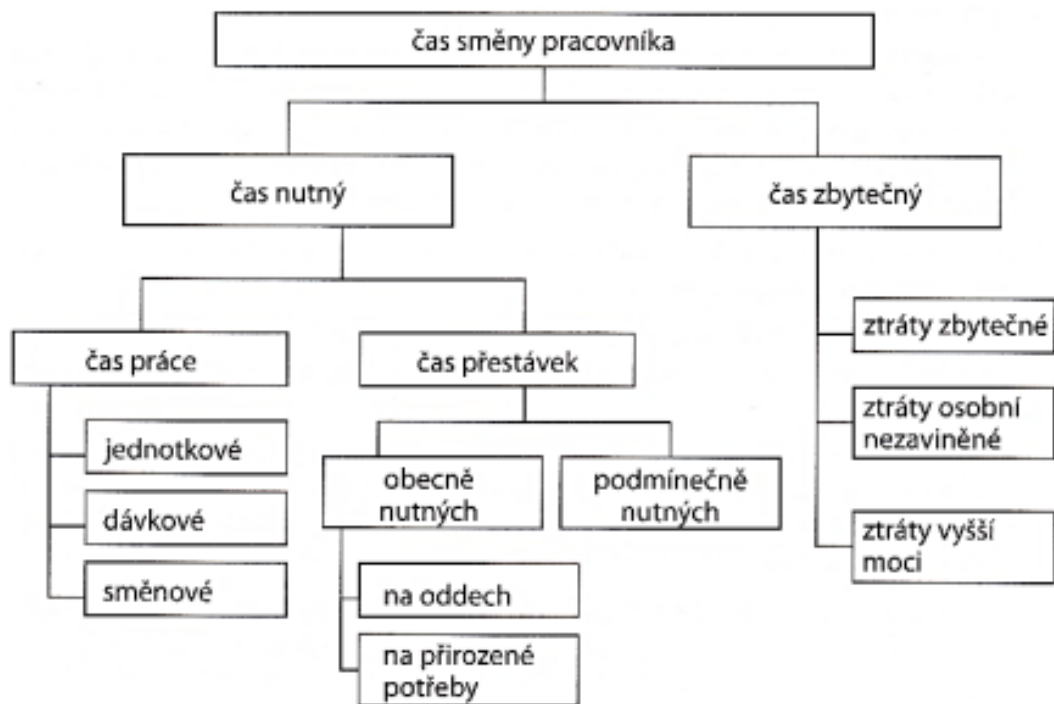 čas směny pracovníka
čas nutný
čas zbytečný
čas práce
jednotkové
dávkové
směnové
čas přestávek
obecně
nutných
na oddech
na přirozené
potřeby
podmínečně
nutných
ztráty zbytečné
ztráty osobní
nezaviněné
ztráty vyšší
moci